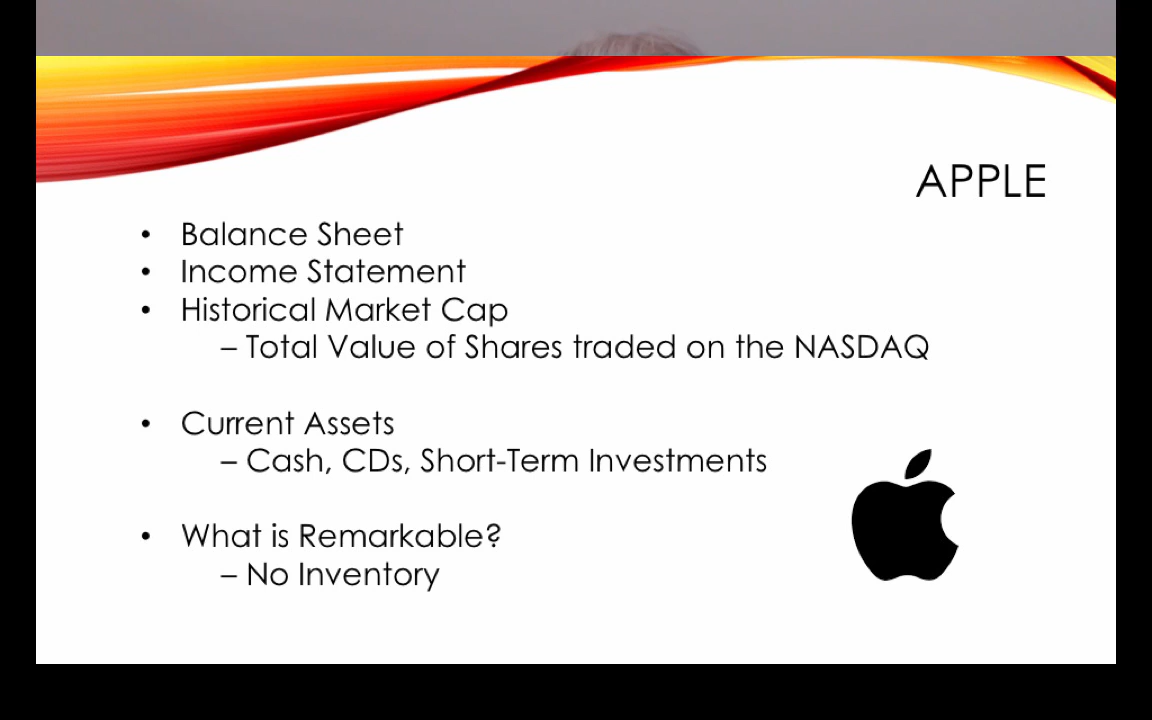 APPLE
• Balance Sheet
• Income Statement
• Historical Market Cap
– Total Value of Shares traded on the NASDAQ
• Current Assets
– Cash, CDs, Short-Term Investments
• What is Remarkable?
– No Inventory